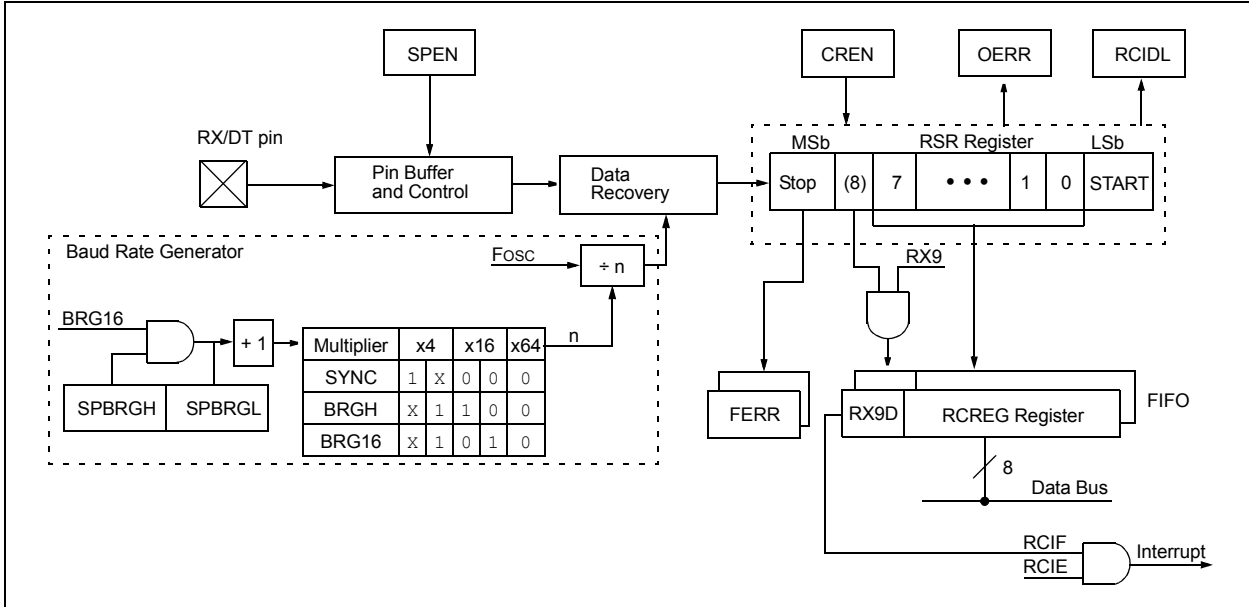 SPEN
CREN
OERR
RCIDL
RX/DT pin
Pin Buffer
and Control
Data
Recovery
MSb
RSR Register
LSb
Stop (8) 7 • • • 1 0 START
Baud Rate Generator
FOSC
÷ n
RX9
BRG16
+ 1
n
Multiplier x4 x16 x64
SYNC 1 X 0 0 0
BRGH X 1 1 0 0
BRG16 X 1 0 1 0
SPBRGH SPBRGL
FERR
RX9D
RCREG Register
FIFO
8
Data Bus
RCIF
RCIE
Interrupt